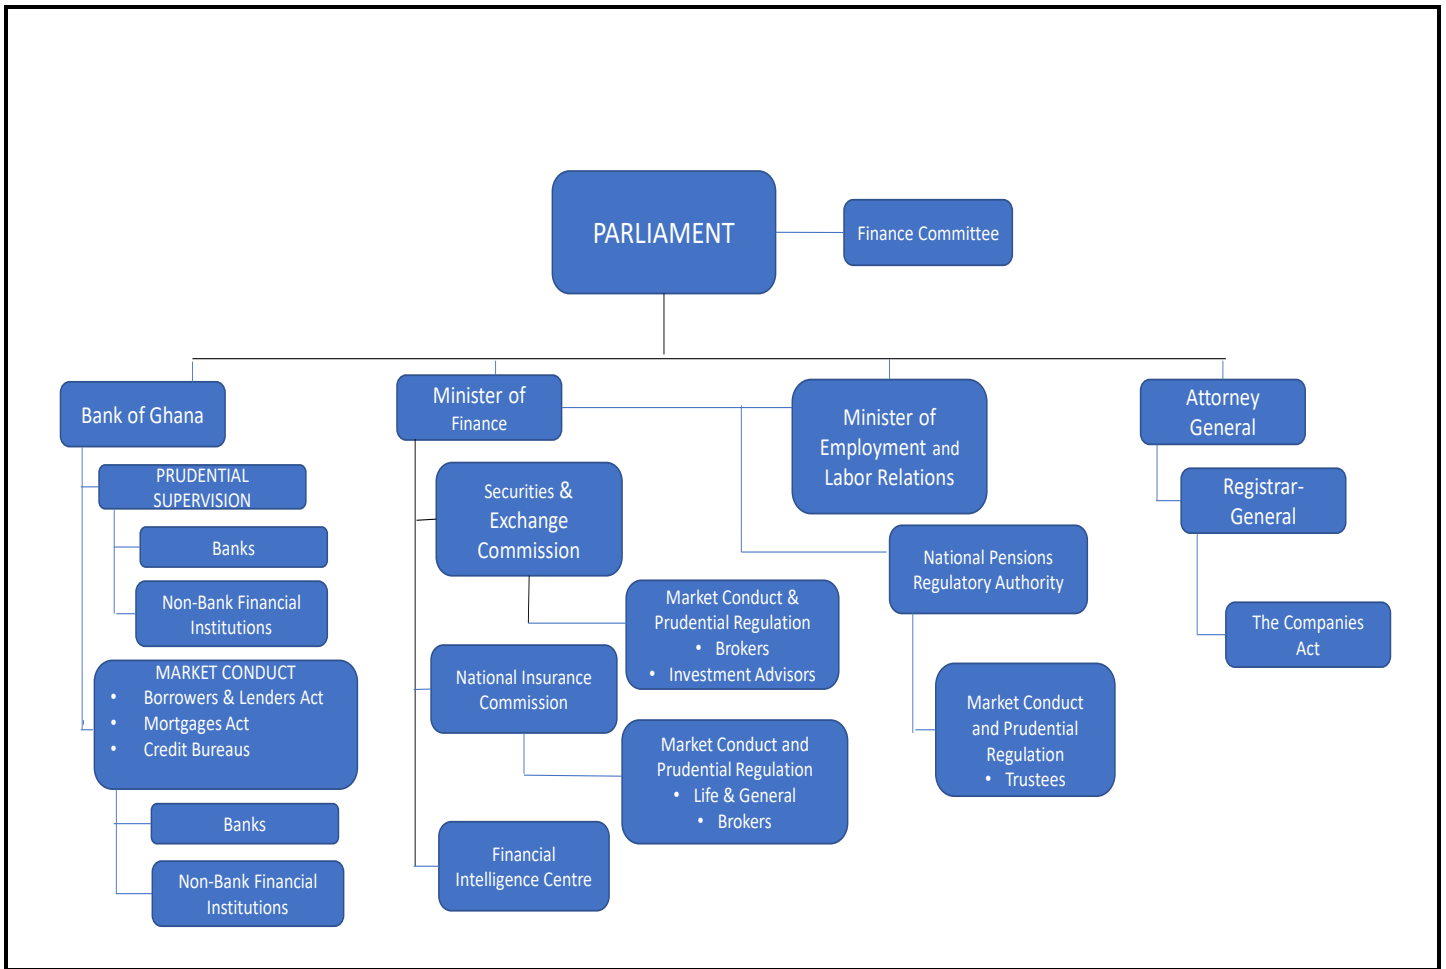 PARLIAMENT
Finance Committee
Bank of Ghana
PRUDENTIAL
SUPERVISION
Banks
Non-Bank Financial
Institutions
MARKET CONDUCT
• Borrowers & Lenders Act
• Mortgages Act
• Credit Bureaus
Banks
Non-Bank Financial
Institutions
Minister of
Finance
Securities &
Exchange
Commission
Market Conduct &
Prudential Regulation
• Brokers
• Investment Advisors
National Insurance
Commission
Market Conduct and
Prudential Regulation
• Life & General
• Brokers
Financial
Intelligence Centre
Minister of
Employment and
Labor Relations
National Pensions
Regulatory Authority
Market Conduct
and Prudential
Regulation
• Trustees
Attorney
General
Registrar-
General
The Companies
Act